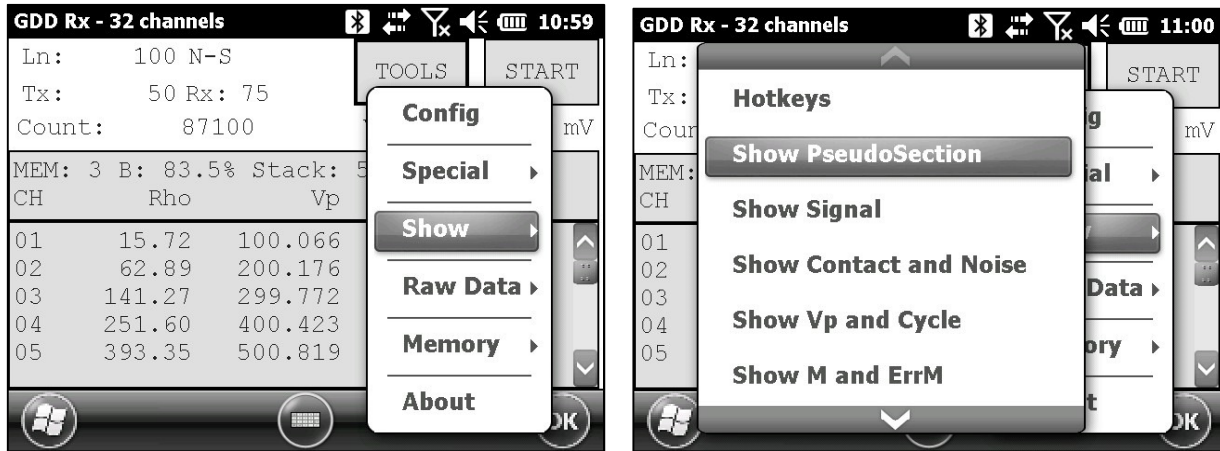 GDD Rx - 32 channels 10:59
Ln: 100 N-S
TOOLS START
Tx: 50 Rx: 75
Count: 87100 mV
MEM: 3 B: 83.5% Stack: 5
CH Rho Vp
01 15.72 100.066
02 62.89 200.176
03 141.27 299.772
04 251.60 400.423
05 393.35 500.819
Config
Special
Show
Raw Data
Memory
About
OK
GDD Rx - 32 channels 11:00
Ln:
START
Tx:
mV
MEM:
CH
01
02
03
04
05
Hotkeys
Show PseudoSection
Show Signal
Show Contact and Noise
Show Vp and Cycle
Show M and ErrM
Data
OK